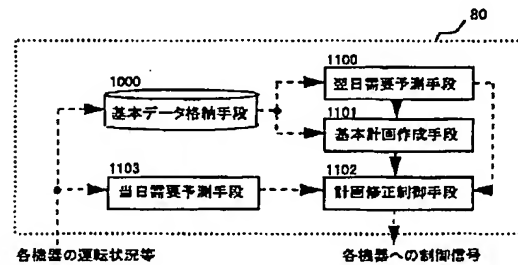 80
1100
翌日需要予測手段
1000
基本データ格納手段
1101
基本計画作成手段
1103
当日需要予測手段
1102
計画修正制御手段
各機器の運転状況等
各機器への制御信号